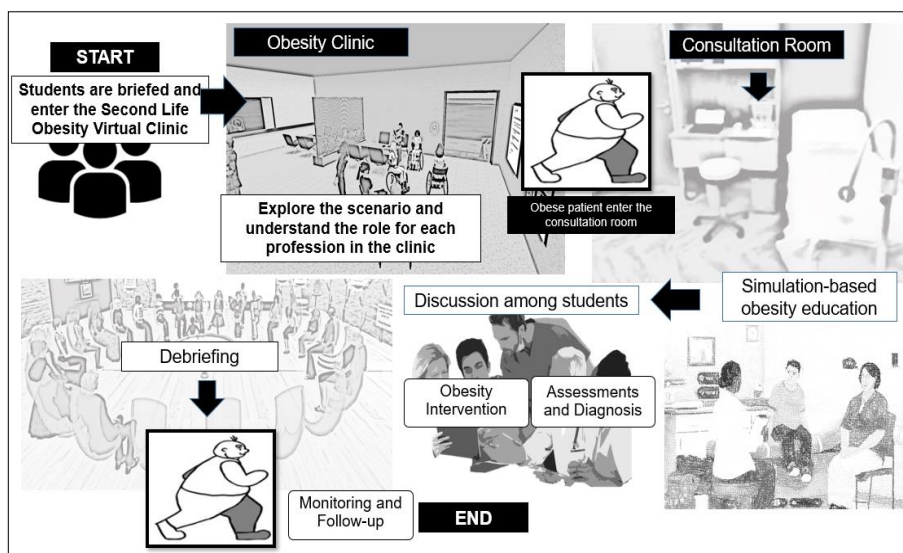 START
Students are briefed and
enter the Second Life
Obesity Virtual Clinic
Obesity Clinic
Explore the scenario and
understand the role for each
profession in the clinic
Obese patient enter the
consultation room
Consultation Room
Simulation-based
obesity education
Discussion among students
Obesity
Intervention
Assessments
and Diagnosis
Debriefing
Monitoring and
Follow-up
END